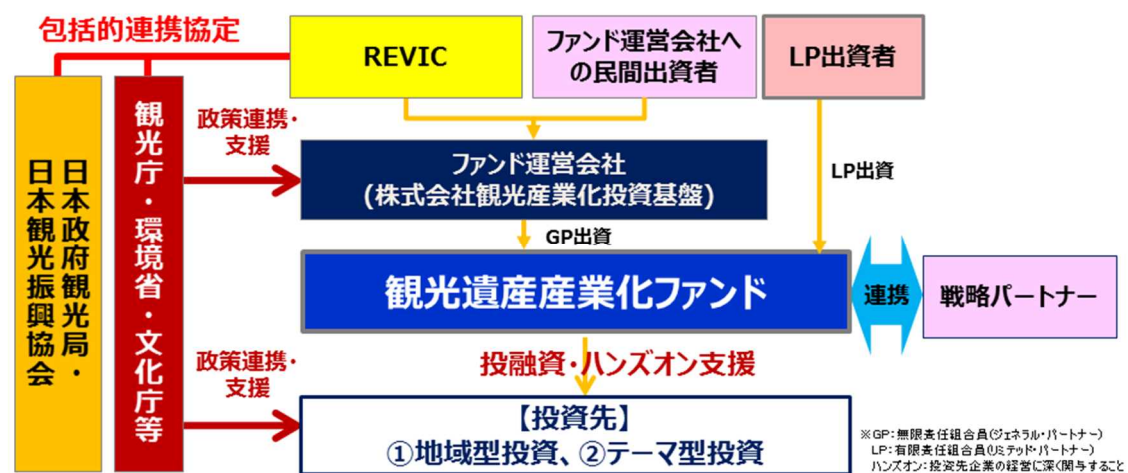 包括的連携協定
REVIC
ファンド運営会社へ
の民間出資者
LP出資者
日本政府観光局・
日本観光振興協会
観光庁・環境省・文化庁等
政策連携・
支援
ファンド運営会社
(株式会社観光産業化投資基盤)
LP出資
GP出資
観光遺産産業化ファンド
連携
戦略パートナー
政策連携・
支援
投融資・ハンズオン支援
【投資先】
①地域型投資、②テーマ型投資
※GP:無限責任組合員(ジェネラル・パートナー)
LP:有限責任組合員(リミテッド・パートナー)
ハンズオン:投資先企業の経営に深く関与すること